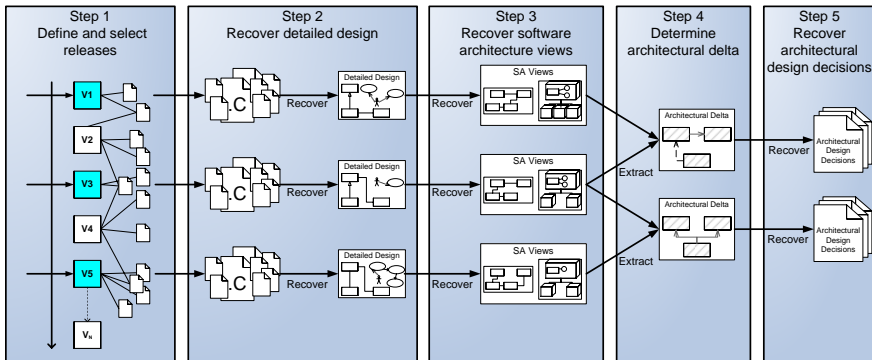 Step 1
Define and select
releases
Step 2
Recover detailed design
Step 3
Recover software
architecture views
Step 4
Determine
architectural delta
Step 5
Recover
architectural
design decisions
V1
V2
V3
V4
V5
VN
.C
Recover
Detailed Design
Recover
SA Views
.C
Recover
Detailed Design
Recover
SA Views
.C
Recover
Detailed Design
Recover
SA Views
Extract
Architectural Delta
Recover
Architectural
Design
Decisions
Extract
Architectural Delta
Recover
Architectural
Design
Decisions